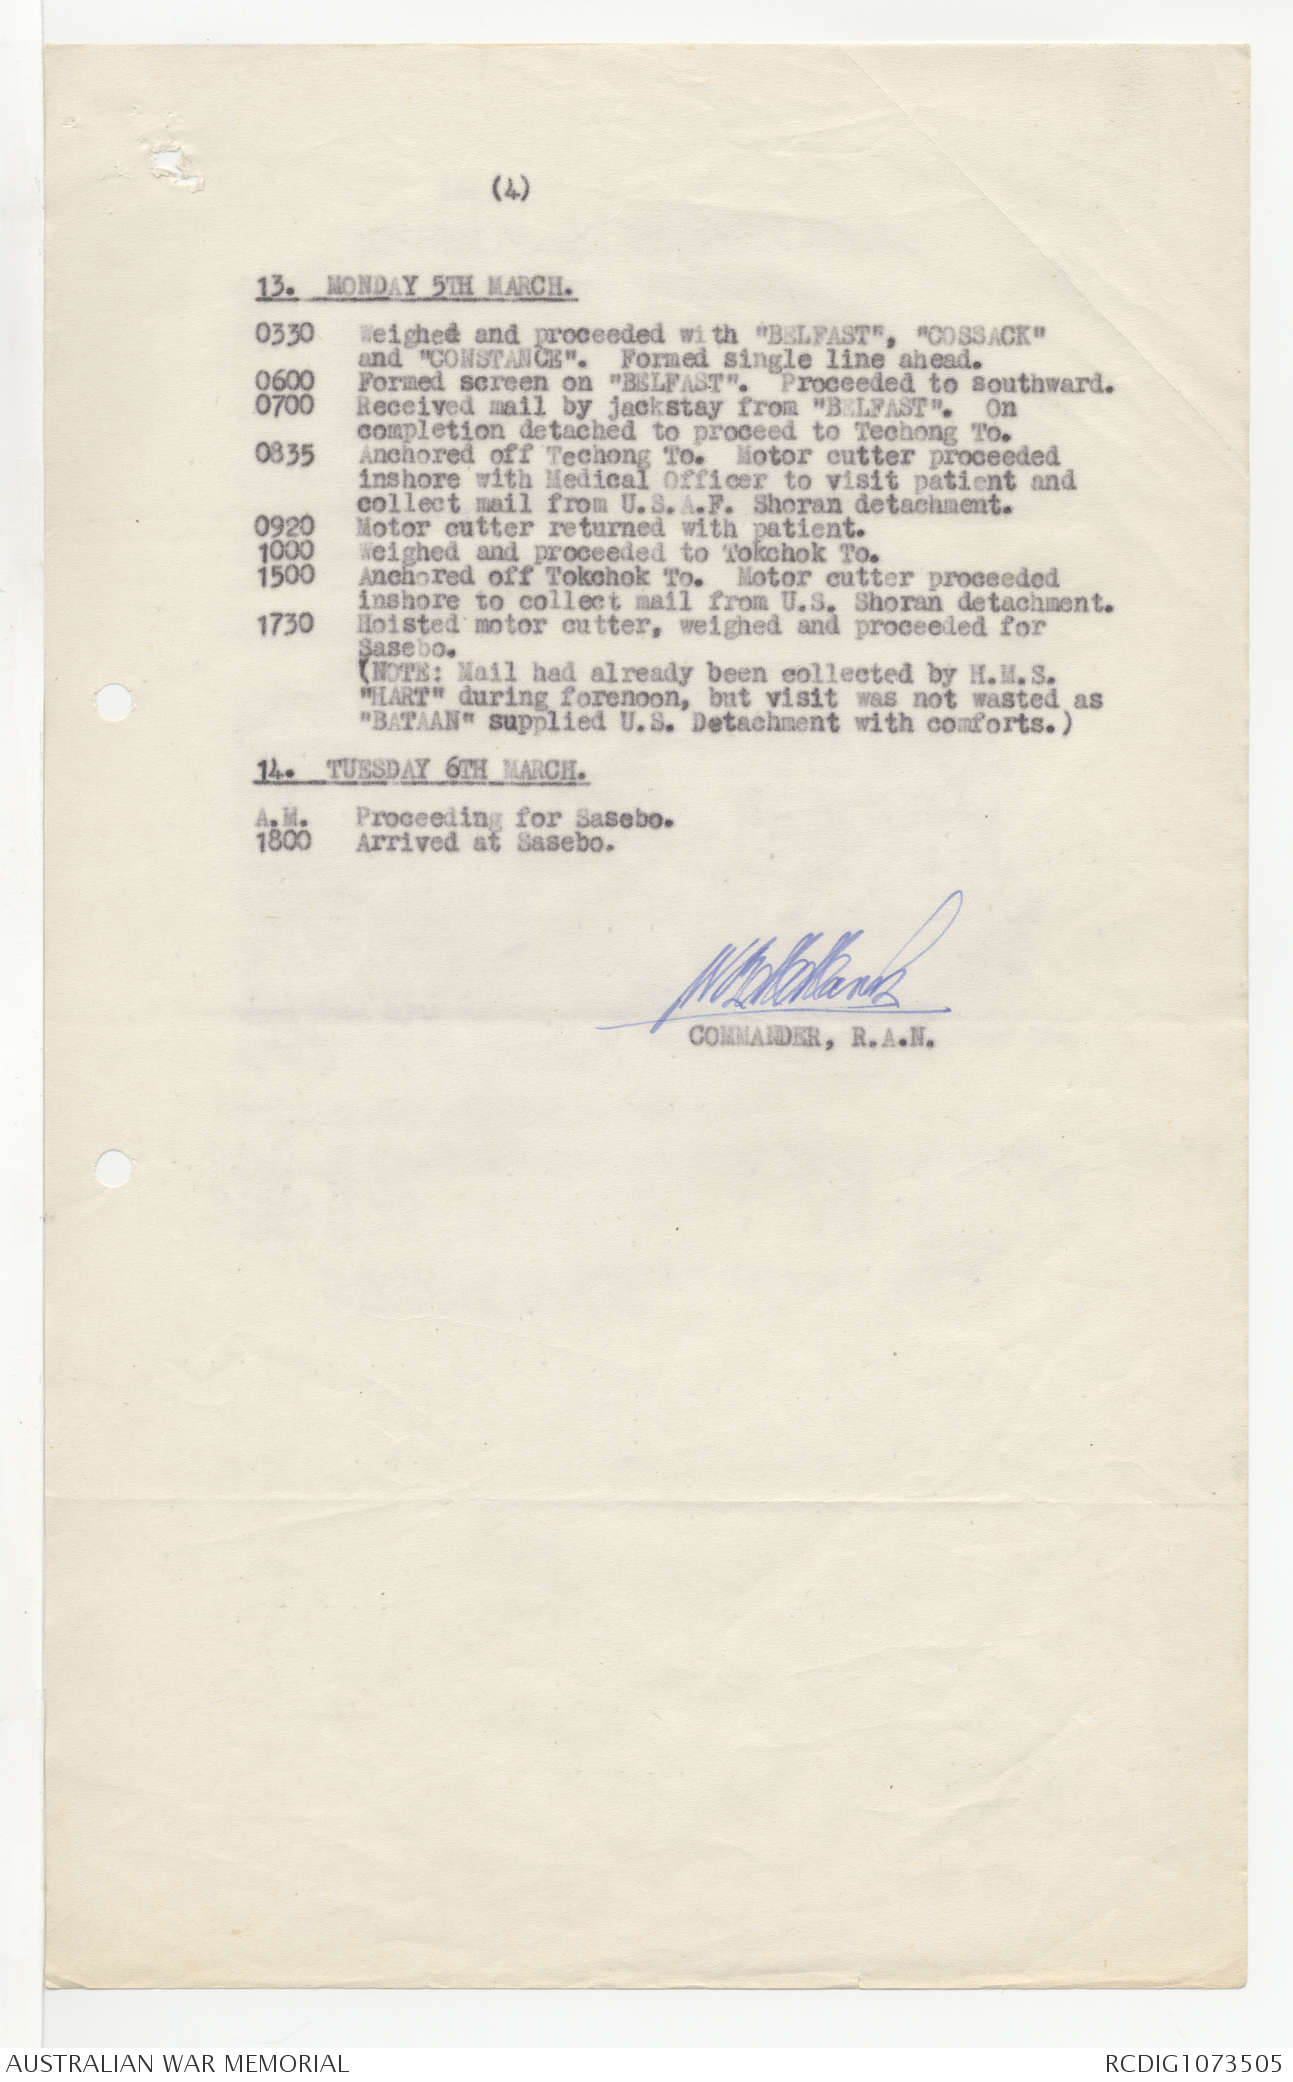 (4)
13. MONDAY 5TH MARCH.
0330 Weighed and proceeded with "BELFAST", "COSSACK"
and "CONSTANCE". Formed single line ahead.
0600 Formed screen on "BELFAST". Proceeded to southward.
0700 Received mail by jackstay from "BELFAST". On
completion detached to proceed to Techong To.
0835 Anchored off Techong To. Motor cutter proceeded
inshore with Medical Officer to visit patient and
collect mail from U.S.A.F. Shoran detachment.
0920 Motor cutter returned with patient.
1000 Weighed and proceeded to Tokchok To.
1500 Anchored off Tokchok To. Motor cutter proceeded
inshore to collect mail from U.S. Shoran detachment.
1730 Hoisted motor cutter, weighed and proceeded for
Sasebo.
(NOTE: Mail had already been collected by H.M.S.
"HART" during forenoon, but visit was not wasted as
"BATAAN" supplied U.S. Detachment with comforts.)
14. TUESDAY 6TH MARCH.
A.M. Proceeding for Sasebo.
1800 Arrived at Sasebo.
COMMANDER, R.A.N.
AUSTRALIAN WAR MEMORIAL
RCDIG1073505